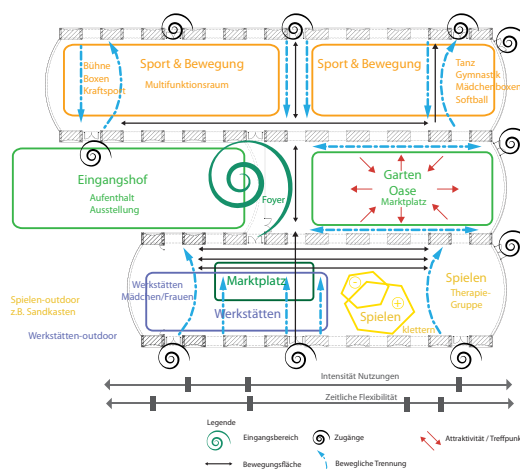 Bühne
Boxen
Kraftsport
Sport & Bewegung
Multifunktionsraum
Sport & Bewegung
Tanz
Gymnastik
Mädchenboxen
Softball
Eingangshof
Aufenthalt
Ausstellung
Foyer
Garten
Oase
Marktplatz
Werkstätten
Mädchen/Frauen
Marktplatz
Werkstätten
Spielen
klettern
Spielen
Therapie-
Gruppe
Spielen-outdoor
z.B. Sandkasten
Werkstätten-outdoor
Intensität Nutzungen
Zeitliche Flexibilität
Legende
Eingangsbereich
Zugänge
Attraktivität / Treffpunk
Bewegungsfläche
Bewegliche Trennung